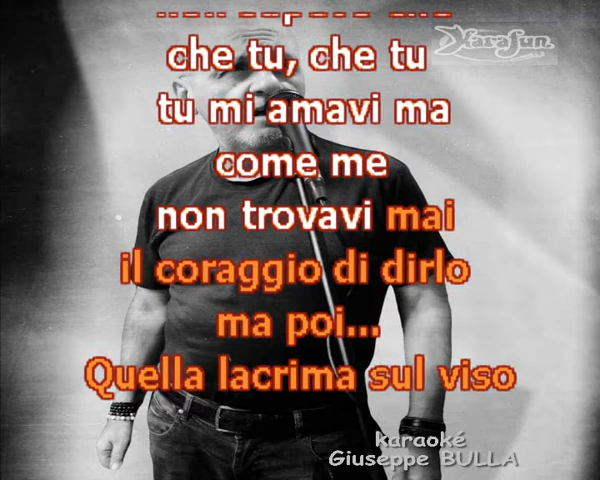 Karafun
che tu, che tu
tu mi amavi ma
come me
non trovavi mai
il coraggio di dirlo
ma poi...
Quella lacrima sul viso
karaoké
Giuseppe BULLA